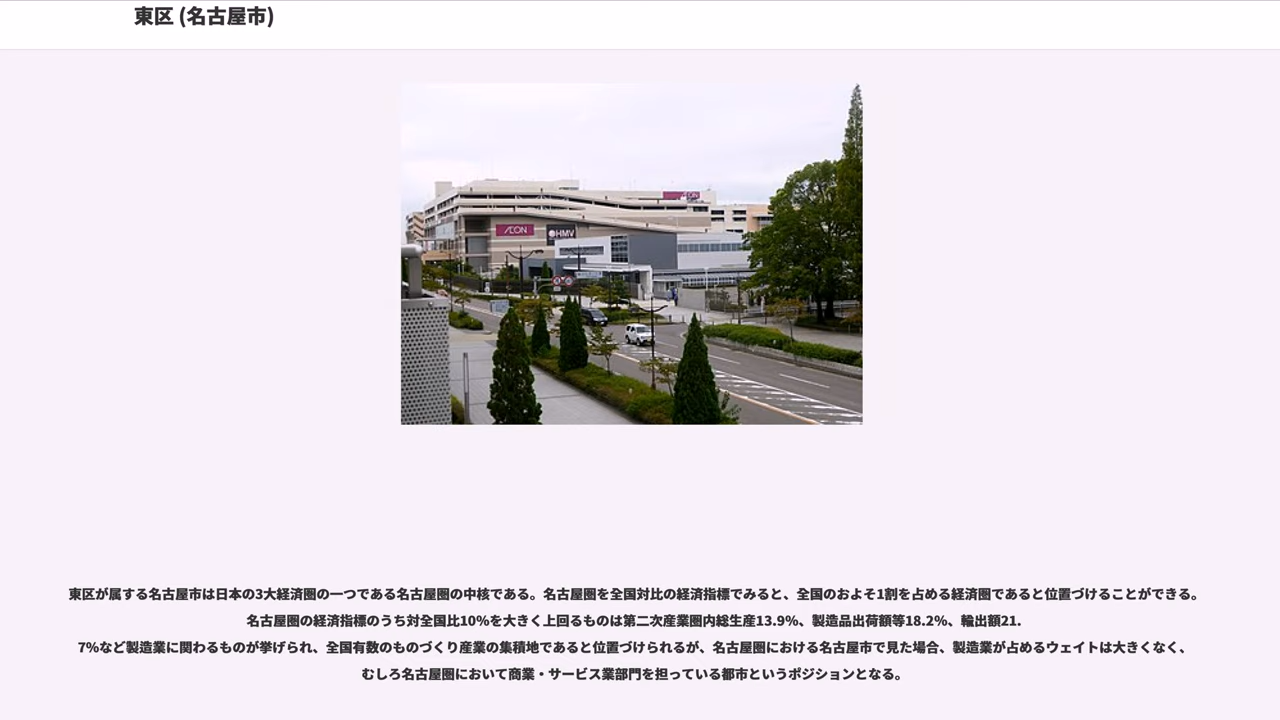 東区 (名古屋市)
ÆON
ÆON
HMV
東区が属する名古屋市は日本の3大経済圏の一つである名古屋圏の中核である。名古屋圏を全国対比の経済指標でみると、全国のおよそ1割を占める経済圏であると位置づけることができる。
名古屋圏の経済指標のうち対全国比10%を大きく上回るものは第二次産業圏内総生産13.9%、製造品出荷額等18.2%、輸出額21.
7%など製造業に関わるものが挙げられ、全国有数のものづくり産業の集積地であると位置づけられるが、名古屋圏における名古屋市で見た場合、製造業が占めるウェイトは大きくなく、
むしろ名古屋圏において商業・サービス業部門を担っている都市というポジションとなる。